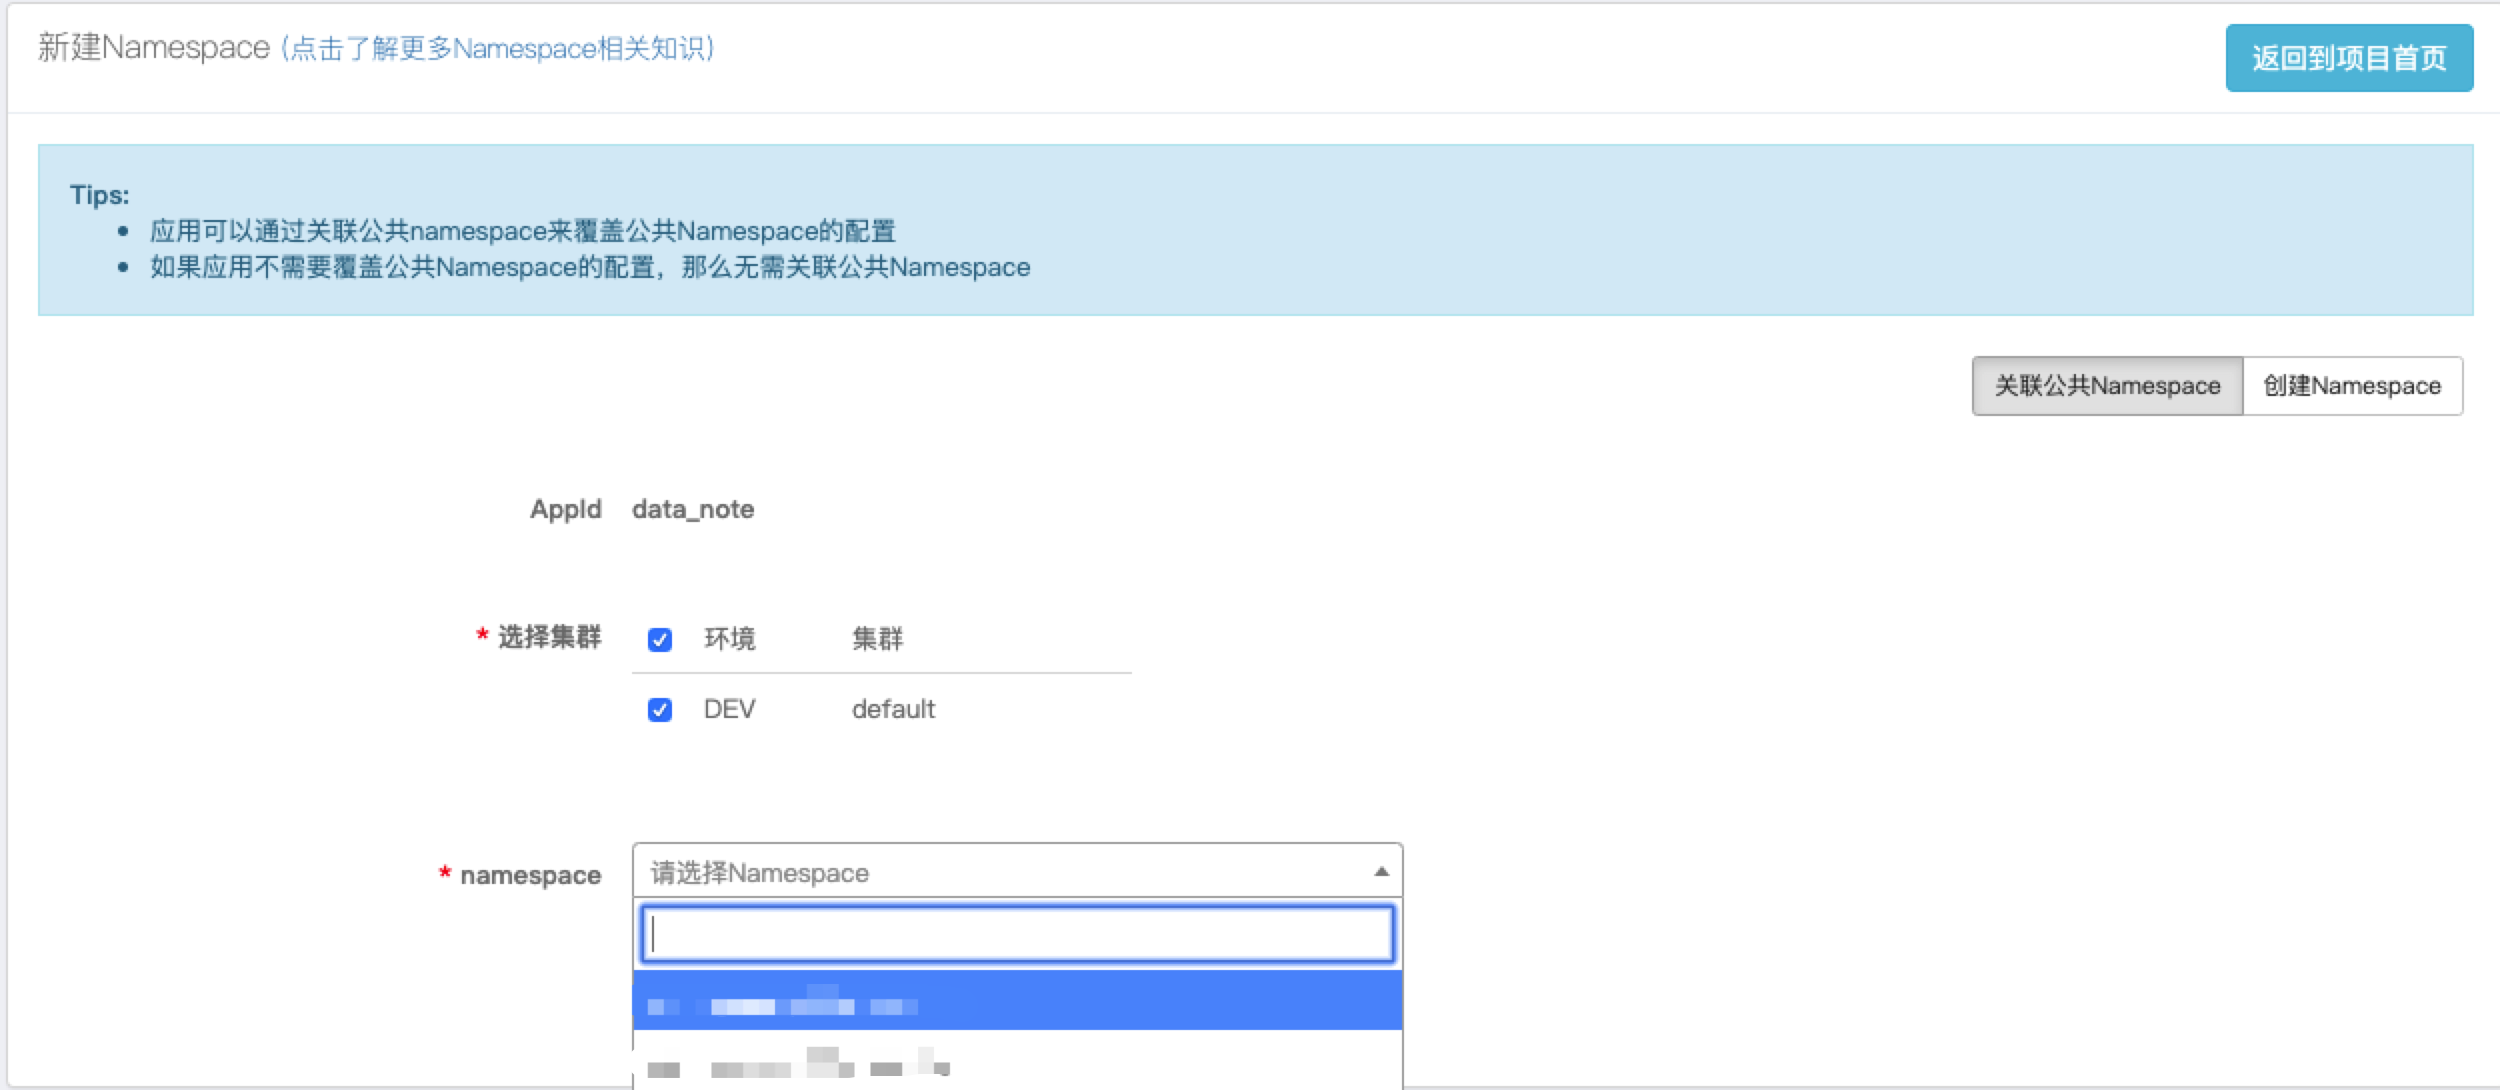 新建Namespace (点击了解更多Namespace相关知识)
返回到项目首页
Tips:
应用可以通过关联公共namespace来覆盖公共Namespace的配置
如果应用不需要覆盖公共Namespace的配置，那么无需关联公共Namespace
关联公共Namespace 创建Namespace
AppId data_note
* 选择集群 环境 集群
DEV default
* namespace 请选择Namespace